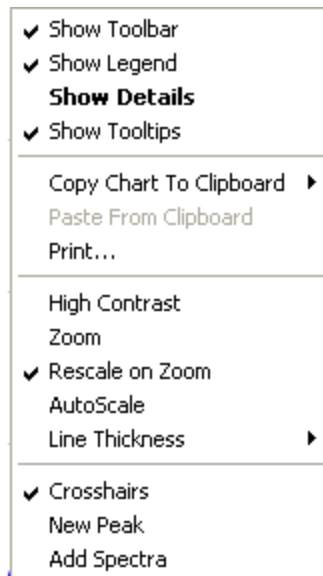 Show Toolbar
Show Legend
Show Details
Show Tooltips
Copy Chart To Clipboard
Paste From Clipboard
Print...
High Contrast
Zoom
Rescale on Zoom
AutoScale
Line Thickness
Crosshairs
New Peak
Add Spectra